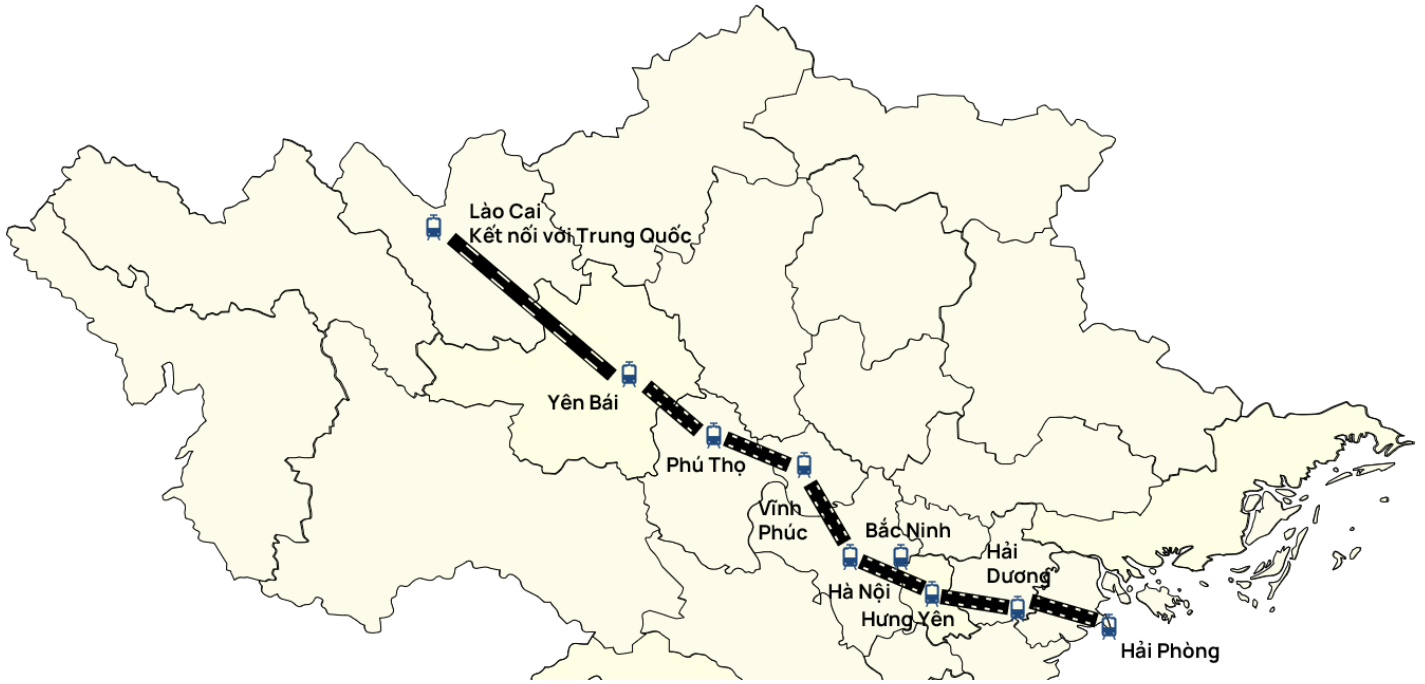 Lào Cai
Kết nối với Trung Quốc
Yên Bái
Phú Thọ
Vĩnh
Phúc
Bắc Ninh
Hải
Dương
Hà Nội
Hưng Yên
Hải Phòng